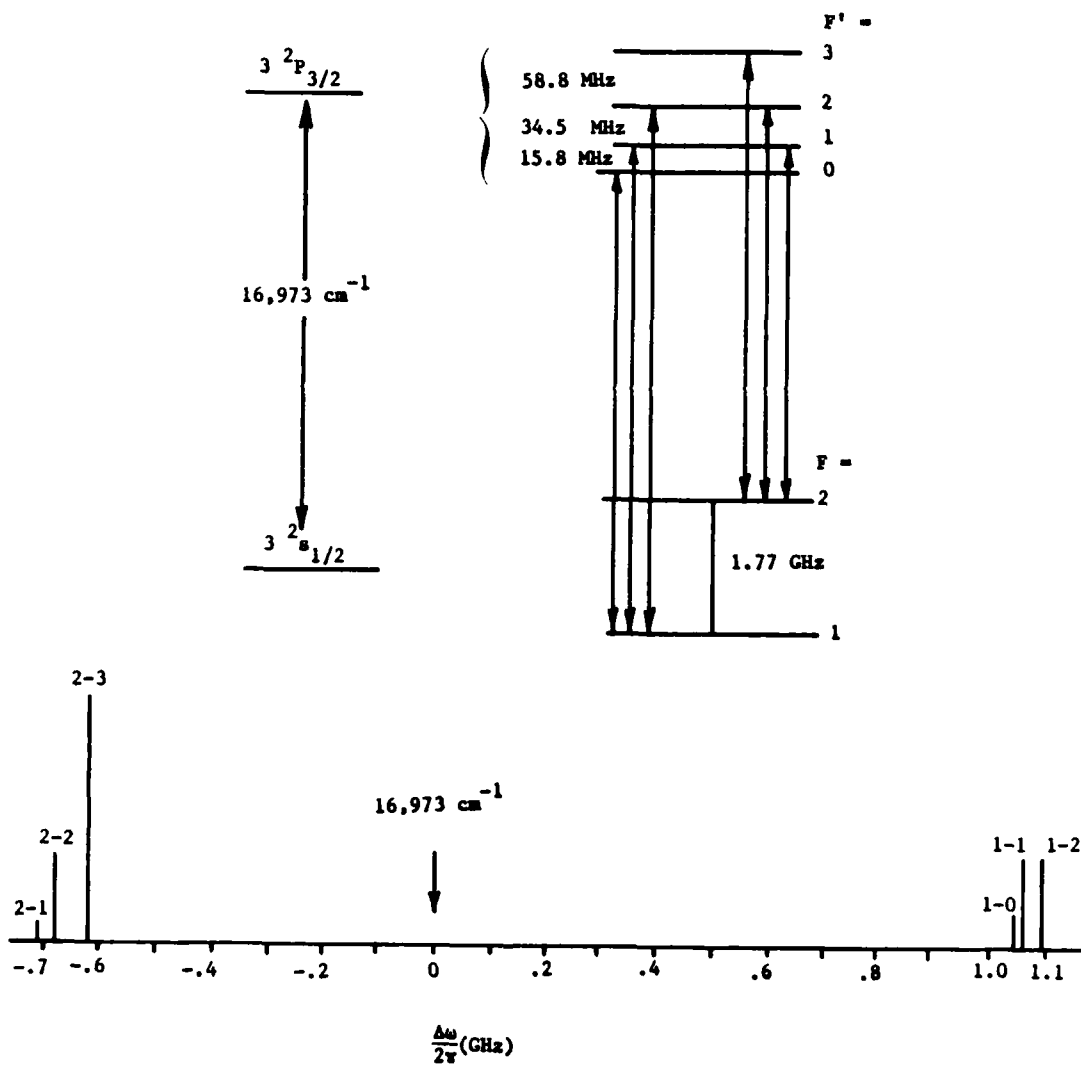 F' =
3 ²P₃/₂
3
58.8 MHz
2
34.5 MHz
1
15.8 MHz
0
16,973 cm⁻¹
F =
2
3 ²s₁/₂
1.77 GHz
1
2-3
16,973 cm⁻¹
2-2
1-1 1-2
2-1
1-0
-.7 -.6 -.4 -.2 0 .2 .4 .6 .8 1.0 1.1
Δω/2π(GHz)